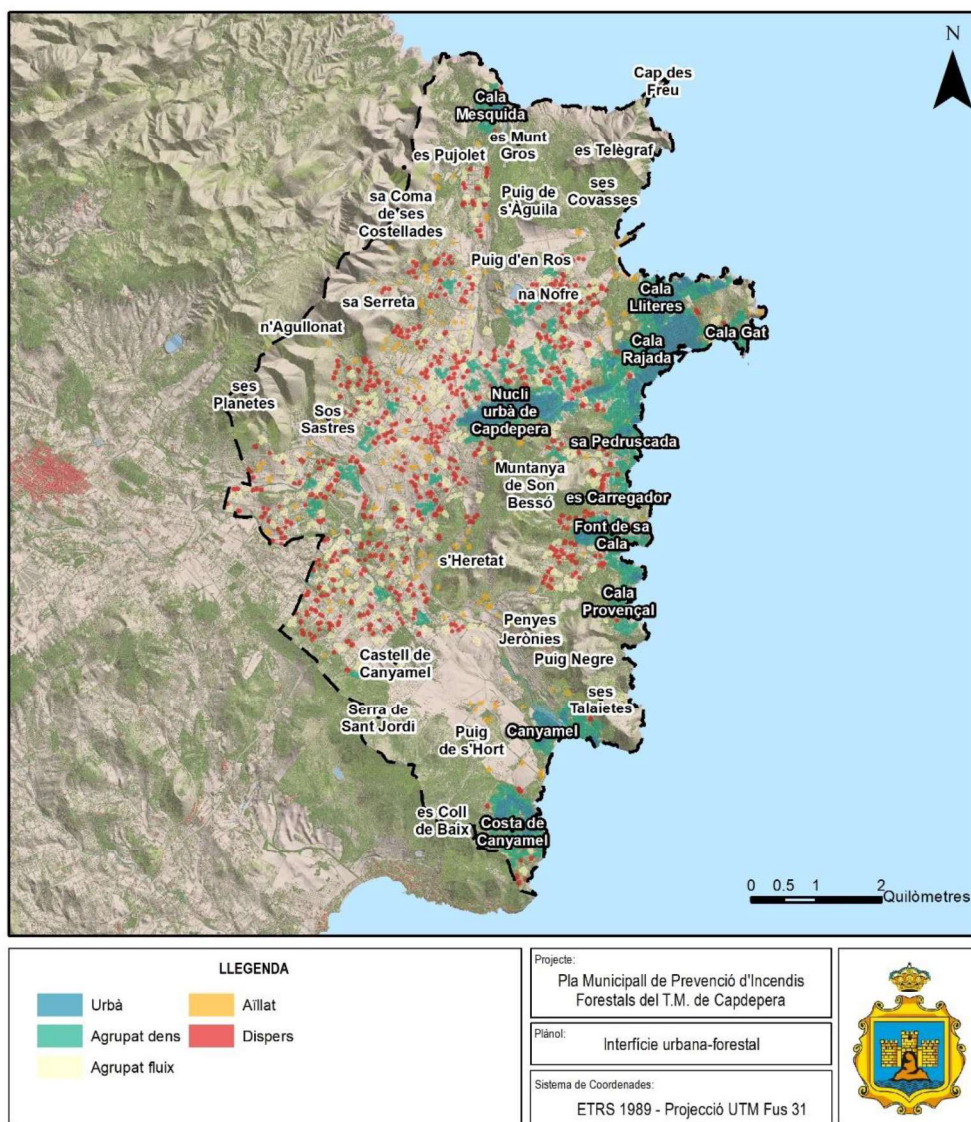 N
Cap des
Freu
Cala
Mesquida
es Munt
Gros
es Pujolet
es Telègraf
ses
Covasses
sa Coma
de ses
Costellades
Puig de
s'Àguila
Puig d'en Ros
na Nofre
Cala
Lliteres
sa Serreta
n'Agullonat
Cala Gat
Cala
Rajada
ses
Planetes
Sos
Sastres
Nucli
urbà de
Capdepera
sa Pedruscada
Muntanya
de Son
Bessó
es Carregador
Font de sa
Cala
s'Heretat
Cala
Provençal
Penyes
Jerònies
Castell de
Canyamel
Puig Negre
ses
Talaietes
Serra de
Sant Jordi
Puig
de s'Hort
Canyamel
es Coll
de Baix
Costa de
Canyamel
0 0.5 1 2
Quilòmetres
LLEGENDA
Urbà
Agrupat dens
Agrupat fluix
Aïllat
Dispers
Projecte:
Pla Municipall de Prevenció d'Incendis
Forestals del T.M. de Capdepera
Plànol:
Interfície urbana-forestal
Sistema de Coordenades:
ETRS 1989 - Projecció UTM Fus 31